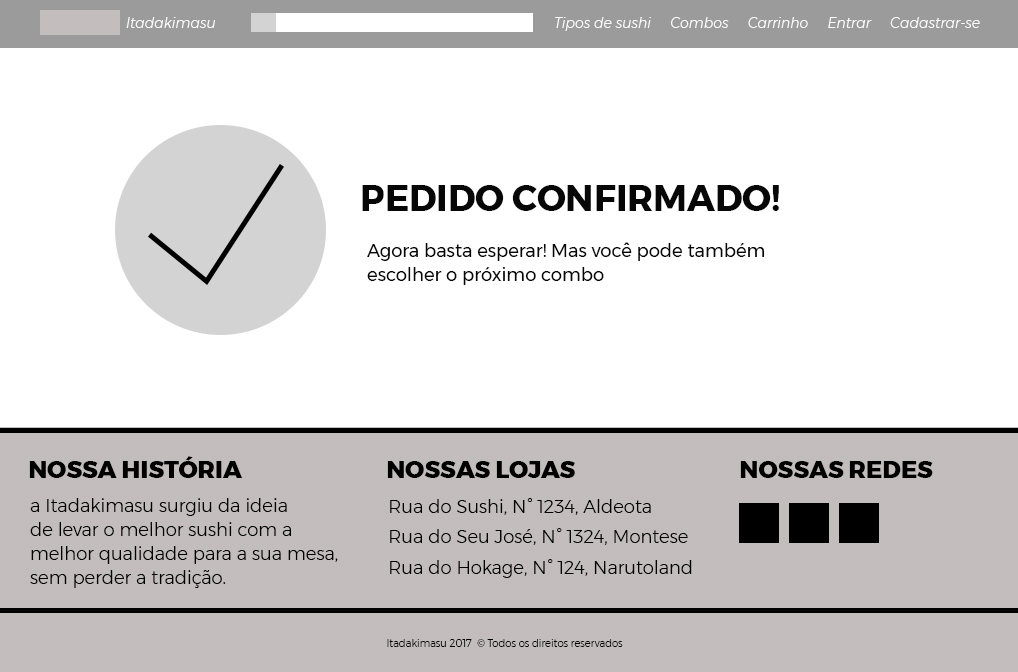 Itadakimasu
Tipos de sushi
Combos
Carrinho
Entrar
Cadastrar-se
PEDIDO CONFIRMADO!
Agora basta esperar! Mas você pode também
escolher o próximo combo
NOSSA HISTÓRIA
a Itadakimasu surgiu da ideia
de levar o melhor sushi com a
melhor qualidade para a sua mesa,
sem perder a tradição.
NOSSAS LOJAS
Rua do Sushi, N° 1234, Aldeota
Rua do Seu José, N° 1324, Montese
Rua do Hokage, N° 124, Narutoland
NOSSAS REDES
Itadakimasu 2017 © Todos os direitos reservados